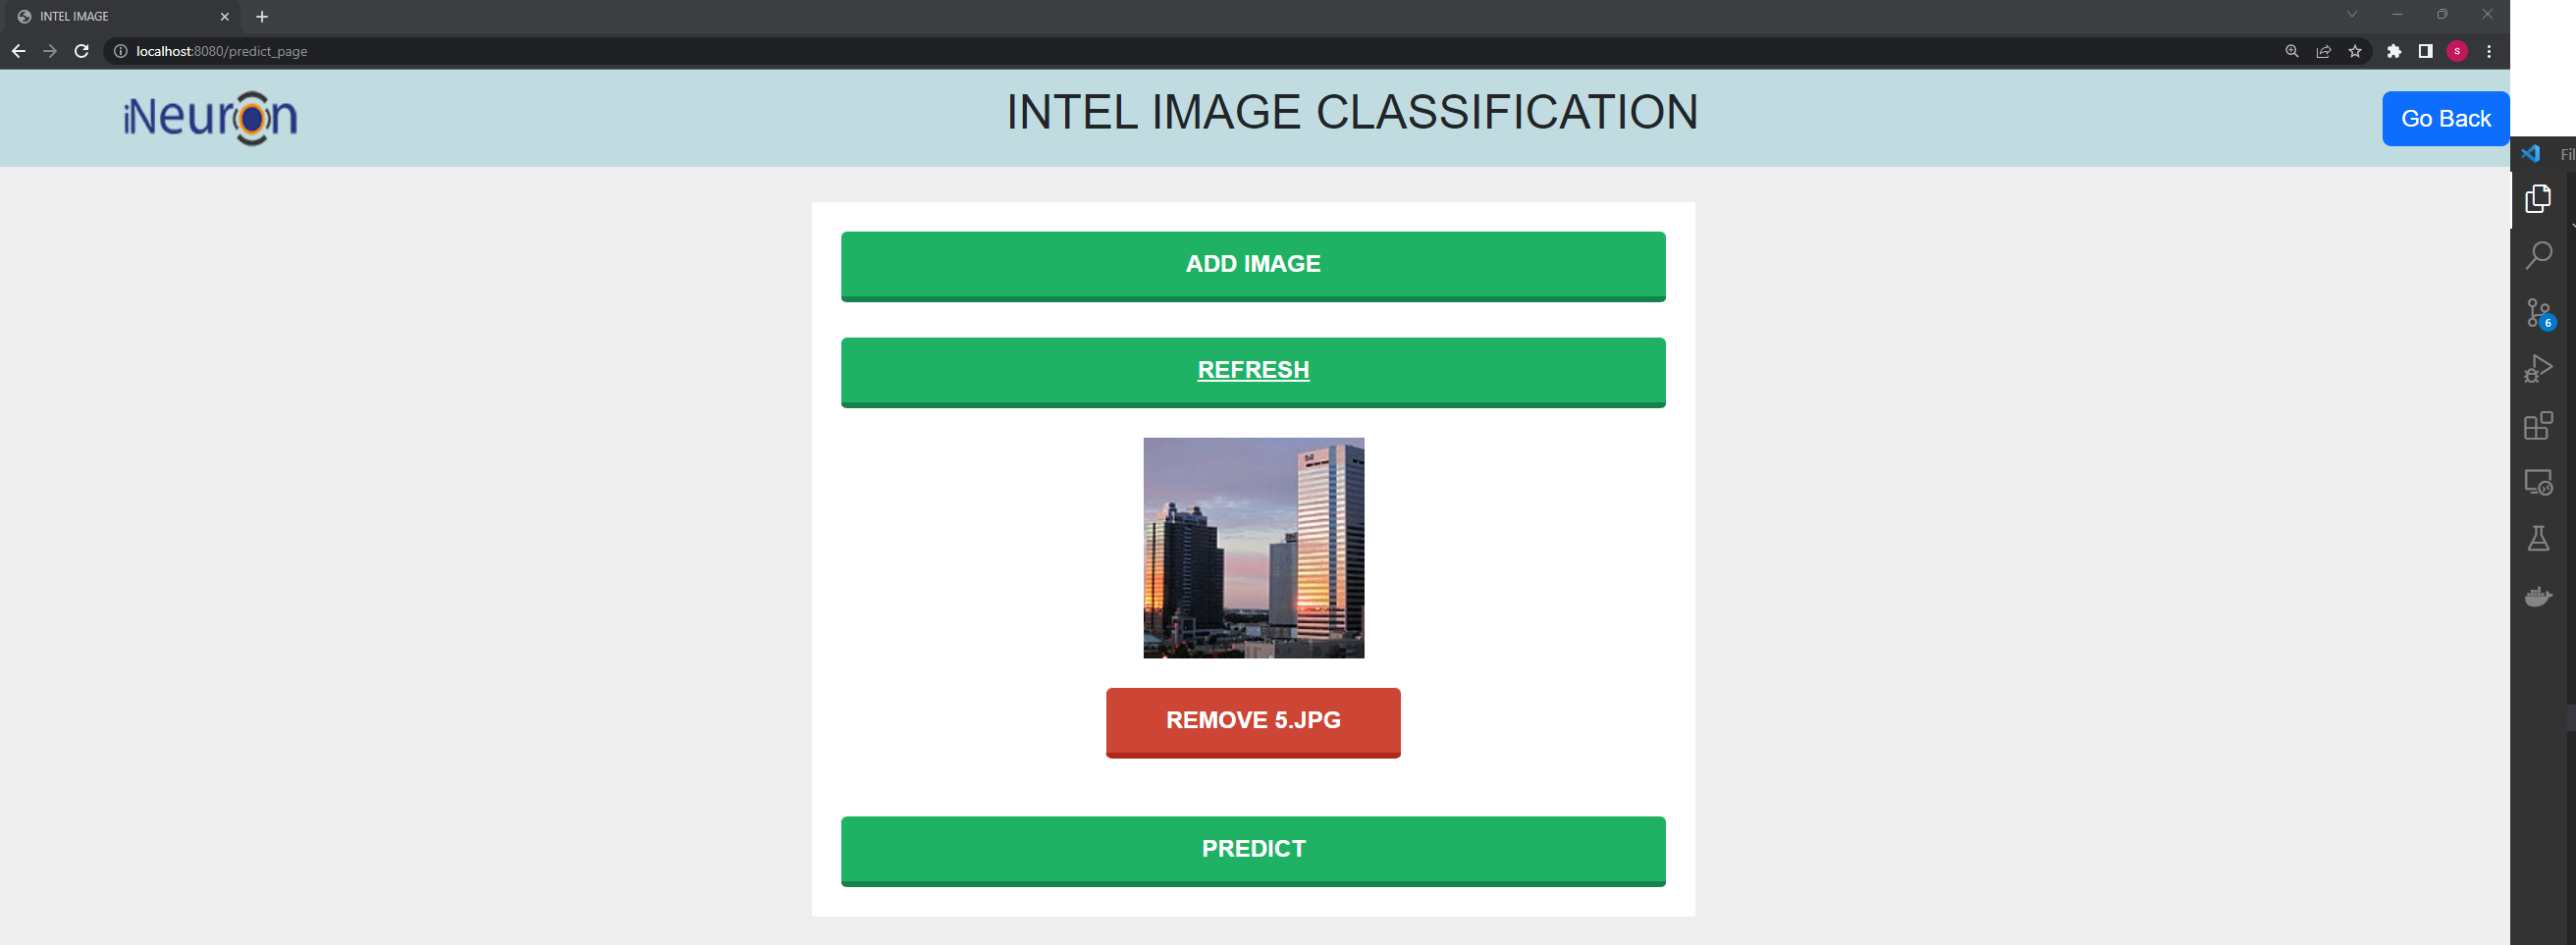 INTEL IMAGE
localhost:8080/predict_page
S
iNeuron
INTEL IMAGE CLASSIFICATION
Go Back
Fil
6
ADD IMAGE
REFRESH
REMOVE 5.JPG
PREDICT